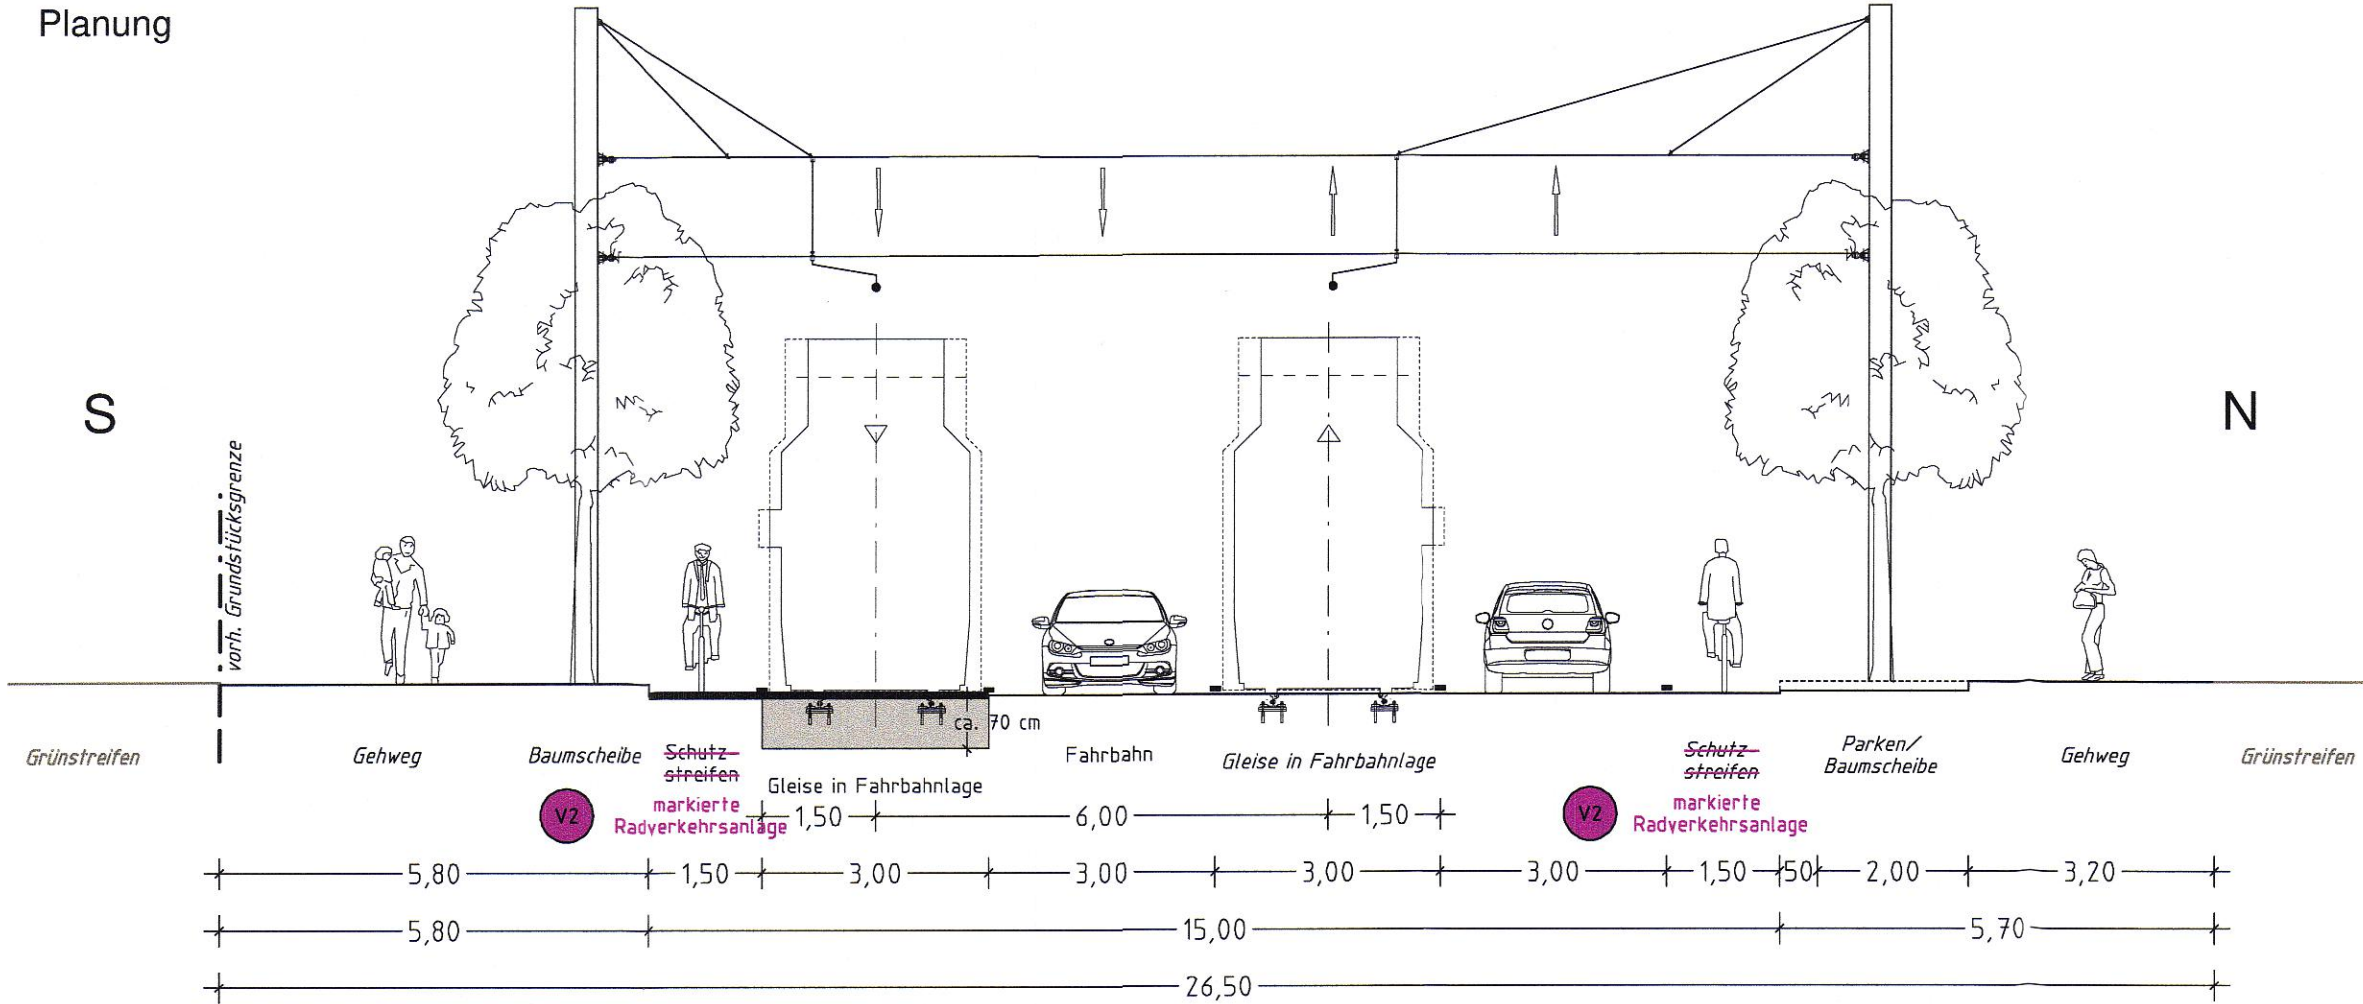 Planung
S
N
vorh. Grundstücksgrenze
ca. 70 cm
Grünstreifen
Gehweg
Baumscheibe
Schutz-
streifen
Fahrbahn
Gleise in Fahrbahnlage
Schutz-
streifen
Parken/
Baumscheibe
Gehweg
Grünstreifen
Gleise in Fahrbahnlage
V2
markierte
Radverkehrsanlage
1,50
6,00
1,50
V2
markierte
Radverkehrsanlage
5,80
1,50
3,00
3,00
3,00
3,00
1,50
50
2,00
3,20
5,80
15,00
5,70
26,50